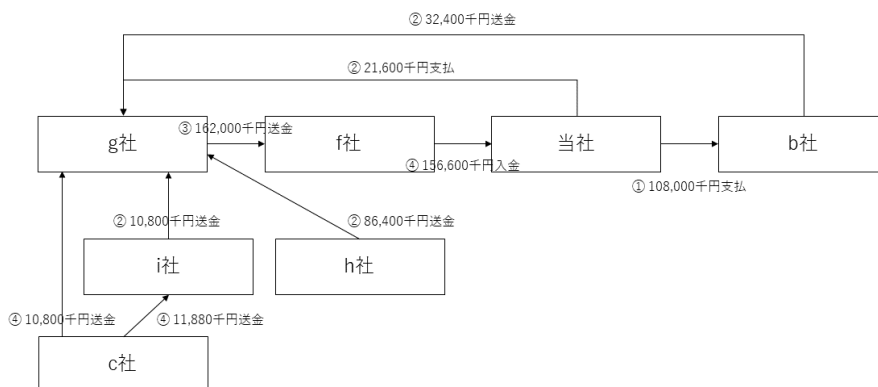 ② 32,400千円送金
② 21,600千円支払
g社
③ 162,000千円送金
f社
④ 156,600千円入金
当社
b社
① 108,000千円支払
② 10,800千円送金
② 86,400千円送金
i社
h社
④ 10,800千円送金
④ 11,880千円送金
c社